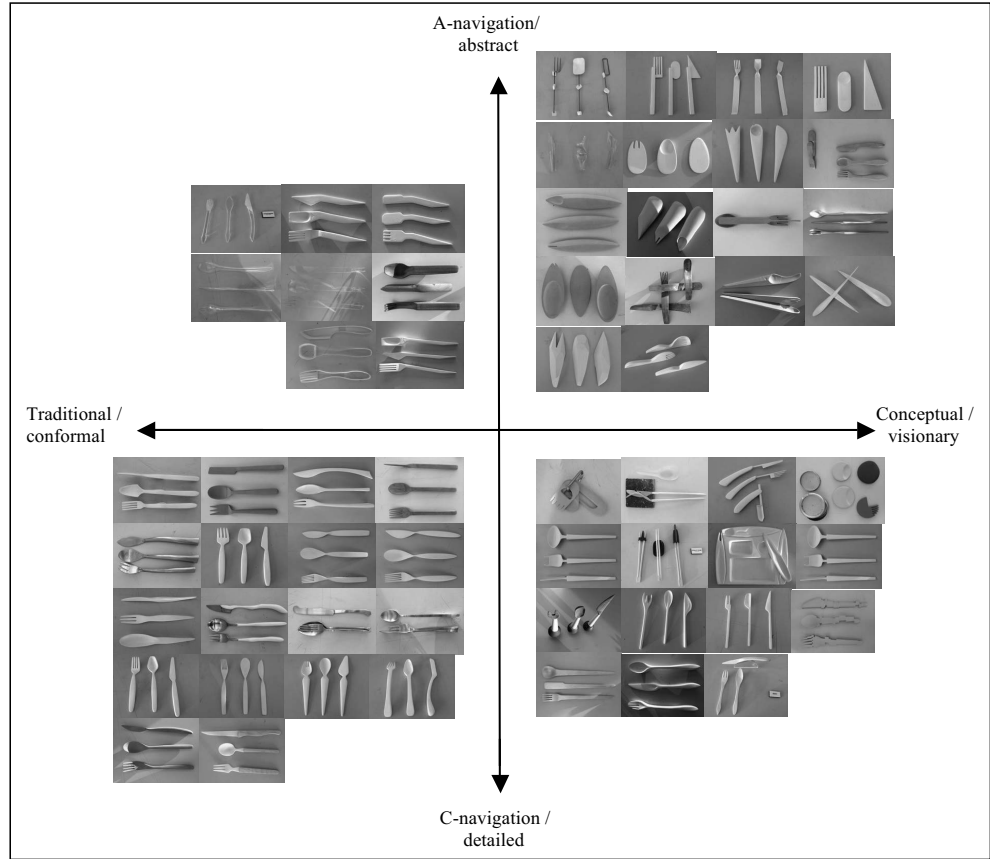 A-navigation/
abstract
Traditional /
conformal
Conceptual /
visionary
C-navigation /
detailed